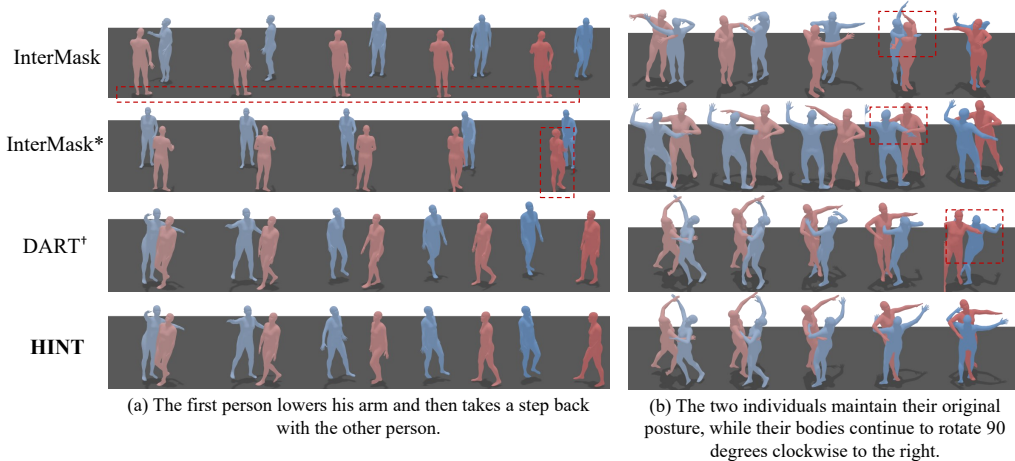 InterMask
InterMask*
DART†
HINT
(a) The first person lowers his arm and then takes a step back
with the other person.
(b) The two individuals maintain their original
posture, while their bodies continue to rotate 90
degrees clockwise to the right.